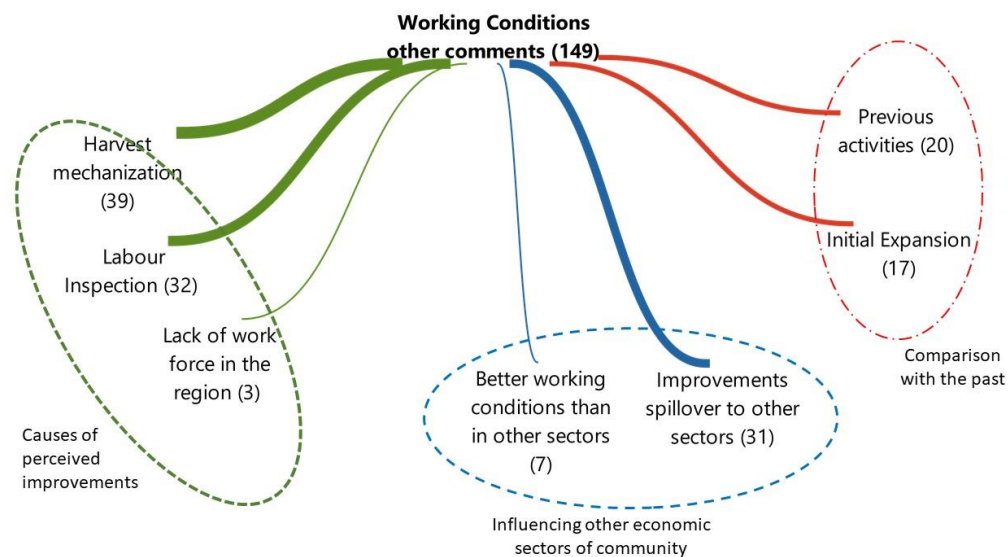 Working Conditions
other comments (149)
Harvest
mechanization
(39)
Labour
Inspection (32)
Lack of work
force in the
region (3)
Causes of
perceived
improvements
Better working
conditions than
in other sectors
(7)
Improvements
spillover to other
sectors (31)
Influencing other economic
sectors of community
Previous
activities (20)
Initial Expansion
(17)
Comparison
with the past